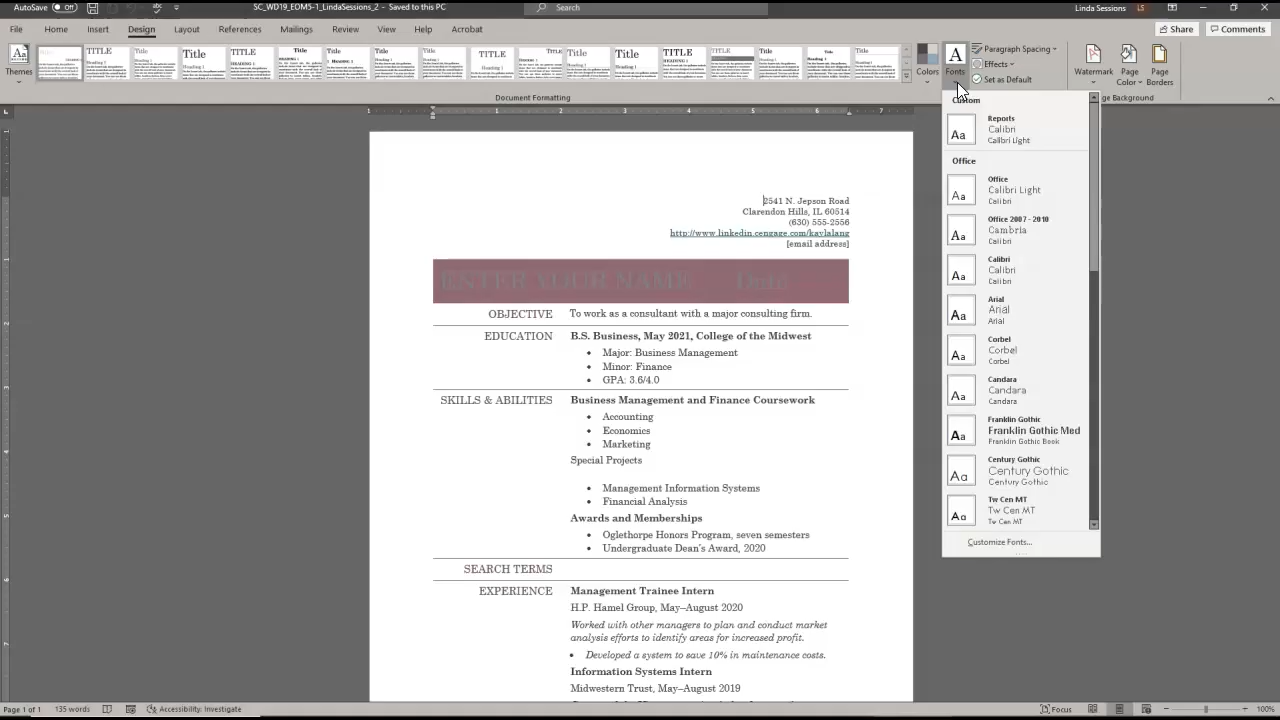 AutoSave Off SC_WD19_EOM5-1_LindaSessions_2 – Saved to this PC Search Linda Sessions LS
File Home Insert Design Layout References Mailings Review View Help Acrobat Share Comments
Themes
Title
Heading 1
Colors
Fonts
Paragraph Spacing
Effects
Set as Default
Watermark
Page Color
Page Borders
Document Formatting
ge Background
Custom
Reports
Calibri
Calibri Light
Office
Office
Calibri Light
Calibri
Office 2007 - 2010
Cambria
Calibri
Calibri
Calibri
Calibri
Arial
Arial
Arial
Corbel
Corbel
Corbel
Candara
Candara
Candara
Franklin Gothic
Franklin Gothic Med
Franklin Gothic Book
Century Gothic
Century Gothic
Century Gothic
Tw Cen MT
Tw Cen MT
Tw Cen MT
Customize Fonts...
2541 N. Jepson Road
Clarendon Hills, IL 60514
(630) 555-2556
http://www.linkedin.cengage.com/kaylalang
[email address]
ENTER YOUR NAME Date
OBJECTIVE To work as a consultant with a major consulting firm.
EDUCATION B.S. Business, May 2021, College of the Midwest
• Major: Business Management
• Minor: Finance
• GPA: 3.6/4.0
SKILLS & ABILITIES Business Management and Finance Coursework
• Accounting
• Economics
• Marketing
Special Projects
• Management Information Systems
• Financial Analysis
Awards and Memberships
• Oglethorpe Honors Program, seven semesters
• Undergraduate Dean's Award, 2020
SEARCH TERMS
EXPERIENCE Management Trainee Intern
H.P. Hamel Group, May–August 2020
Worked with other managers to plan and conduct market
analysis efforts to identify areas for increased profit.
• Developed a system to save 10% in maintenance costs.
Information Systems Intern
Midwestern Trust, May–August 2019
Page 1 of 1 135 words Accessibility: Investigate Focus 100%